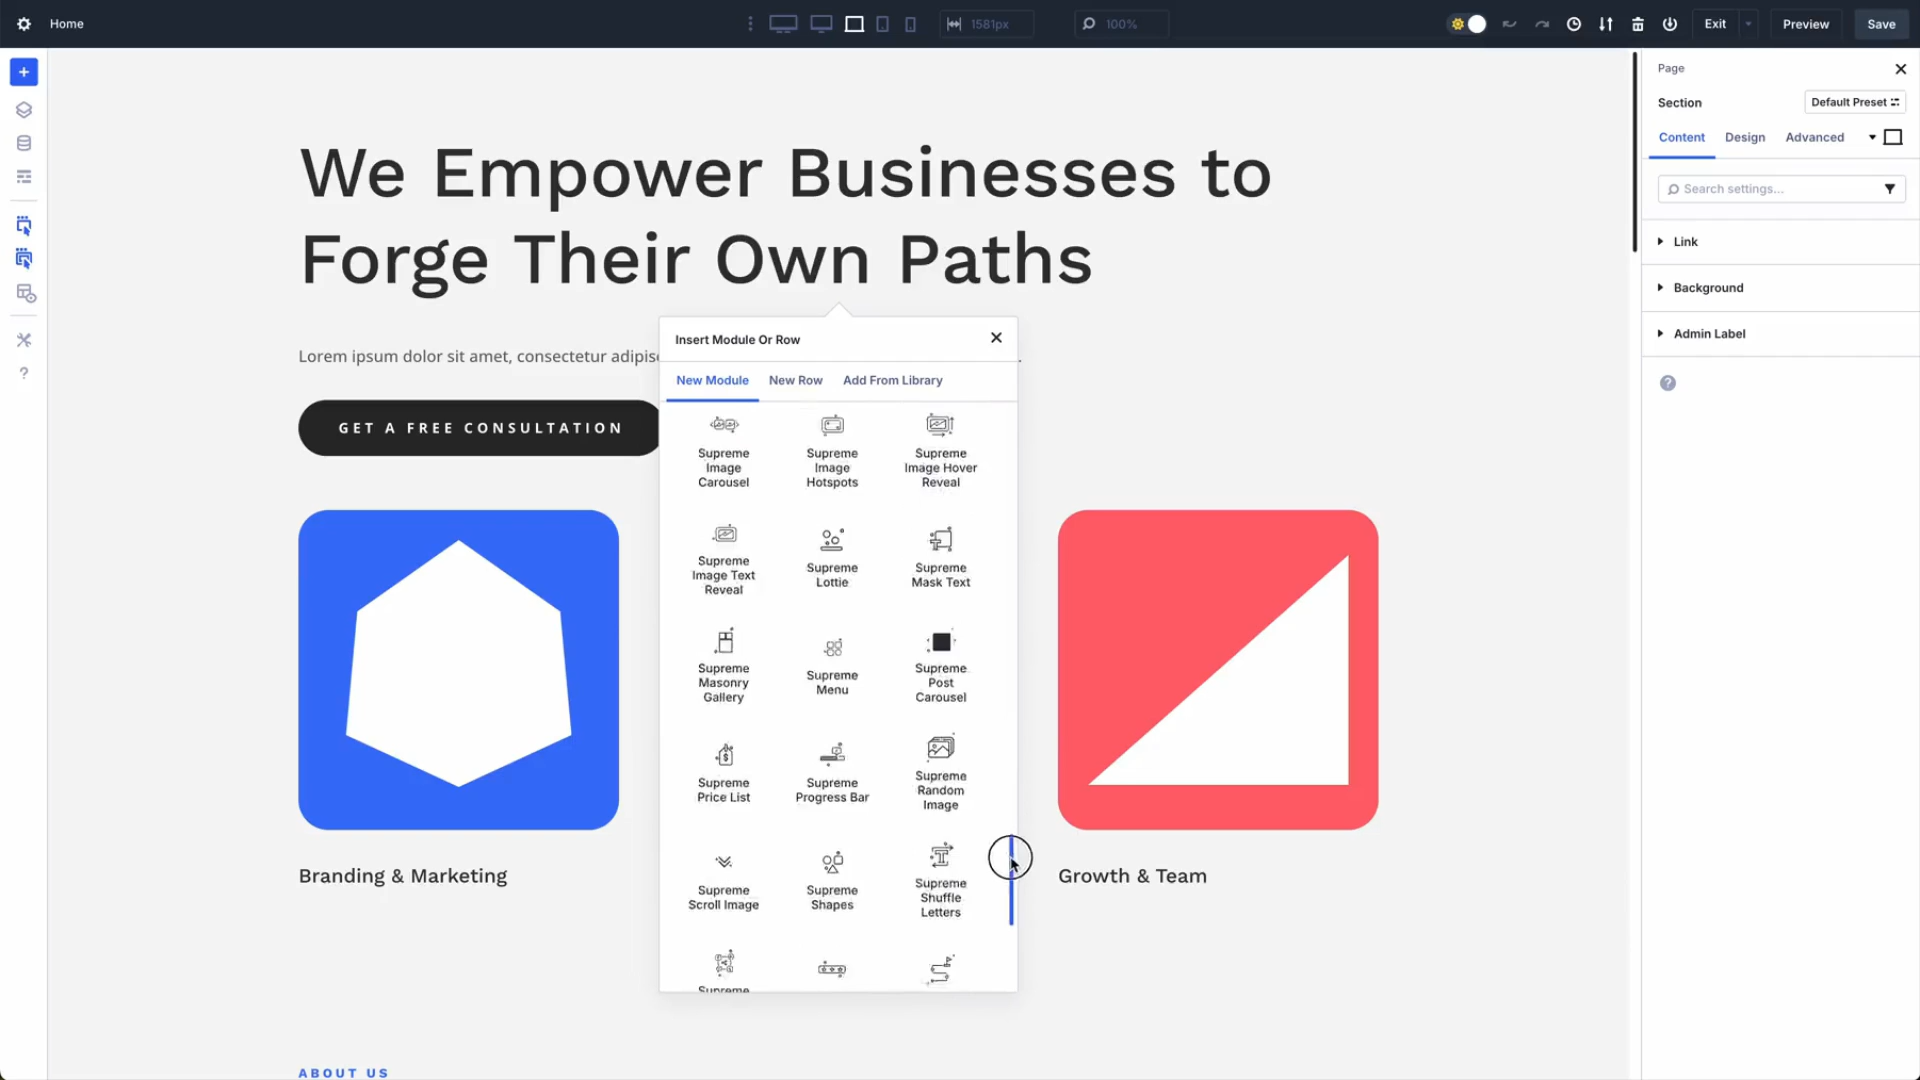 Home
1581px
100%
Exit
Preview
Save
We Empower Businesses to
Forge Their Own Paths
Lorem ipsum dolor sit amet, consectetur
GET A FREE CONSULTATION
Branding & Marketing
Growth & Team
ABOUT US
Insert Module Or Row
New Module
New Row
Add From Library
Supreme
Image
Carousel
Supreme
Image
Hotspots
Supreme
Image Hover
Reveal
Supreme
Image Text
Reveal
Supreme
Lottie
Supreme
Mask Text
Supreme
Masonry
Gallery
Supreme
Menu
Supreme
Post
Carousel
Supreme
Price List
Supreme
Progress Bar
Supreme
Random
Image
Supreme
Scroll Image
Supreme
Shapes
Supreme
Shuffle
Letters
Supreme
Page
Section
Default Preset
Content
Design
Advanced
Search settings...
Link
Background
Admin Label